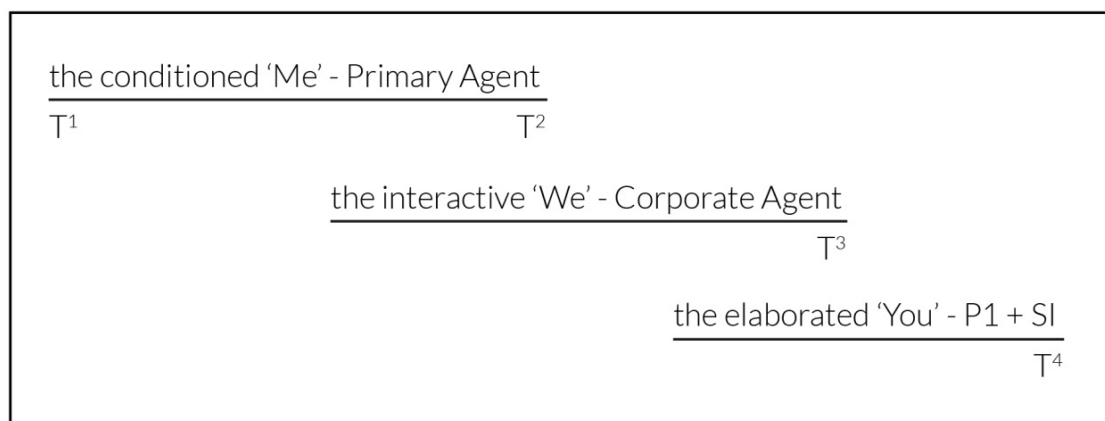 the conditioned ‘Me’ - Primary Agent
T¹ T²
the interactive ‘We’ - Corporate Agent
T³
the elaborated ‘You’ - P1 + SI
T⁴